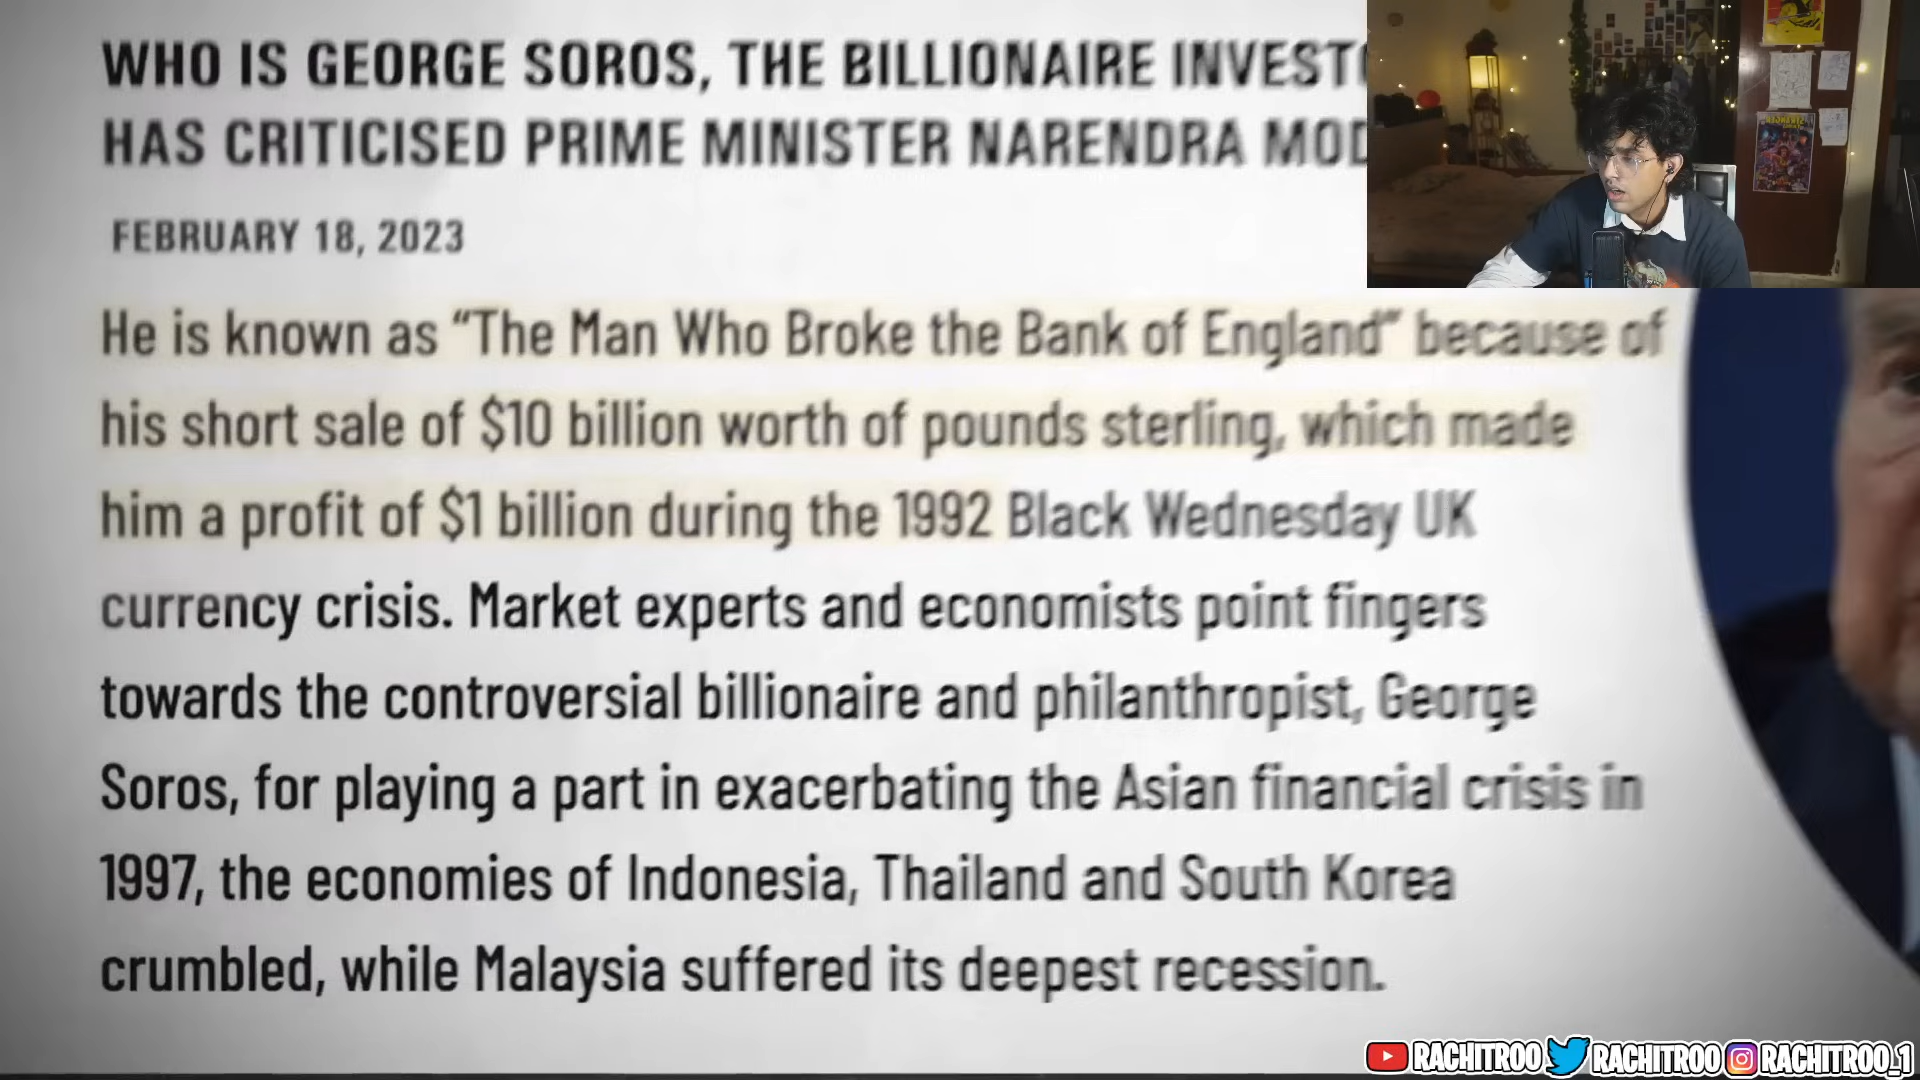 WHO IS GEORGE SOROS, THE BILLIONAIRE INVEST
HAS CRITICISED PRIME MINISTER NARENDRA MOD
FEBRUARY 18, 2023
He is known as “The Man Who Broke the Bank of England” because of
his short sale of $10 billion worth of pounds sterling, which made
him a profit of $1 billion during the 1992 Black Wednesday UK
currency crisis. Market experts and economists point fingers
towards the controversial billionaire and philanthropist, George
Soros, for playing a part in exacerbating the Asian financial crisis in
1997, the economies of Indonesia, Thailand and South Korea
crumbled, while Malaysia suffered its deepest recession.
RACHITROO RACHITROO RACHITROO_1